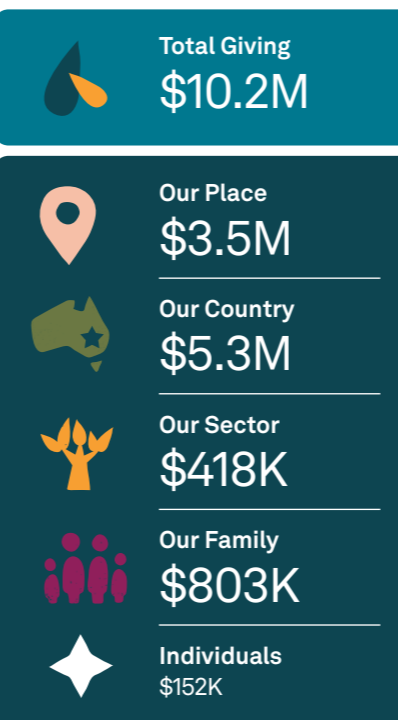 Total Giving
$10.2M
Our Place
$3.5M
Our Country
$5.3M
Our Sector
$418K
Our Family
$803K
Individuals
$152K